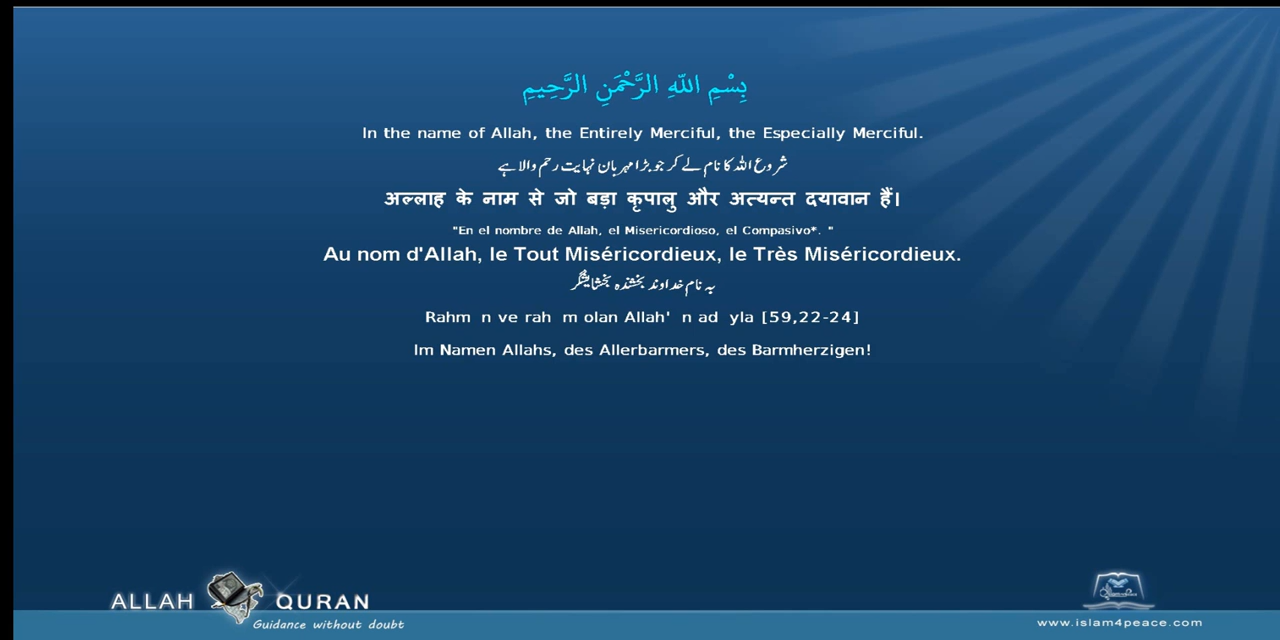 بِسْمِ اللّهِ الرَّحْمَنِ الرَّحِيمِ
In the name of Allah, the Entirely Merciful, the Especially Merciful.
شروع الله کا نام لے کر جو بڑا مہربان نہایت رحم والا ہے
अल्लाह के नाम से जो बड़ा कृपालु और अत्यन्त दयावान हैं।
"En el nombre de Allah, el Misericordioso, el Compasivo*. "
Au nom d'Allah, le Tout Miséricordieux, le Très Miséricordieux.
به نام خداوند بخشنده بخشایشگر
Rahm n ve rah m olan Allah' n ad yla [59,22-24]
Im Namen Allahs, des Allerbarmers, des Barmherzigen!
ALLAH QURAN
Guidance without doubt
www.islam4peace.com